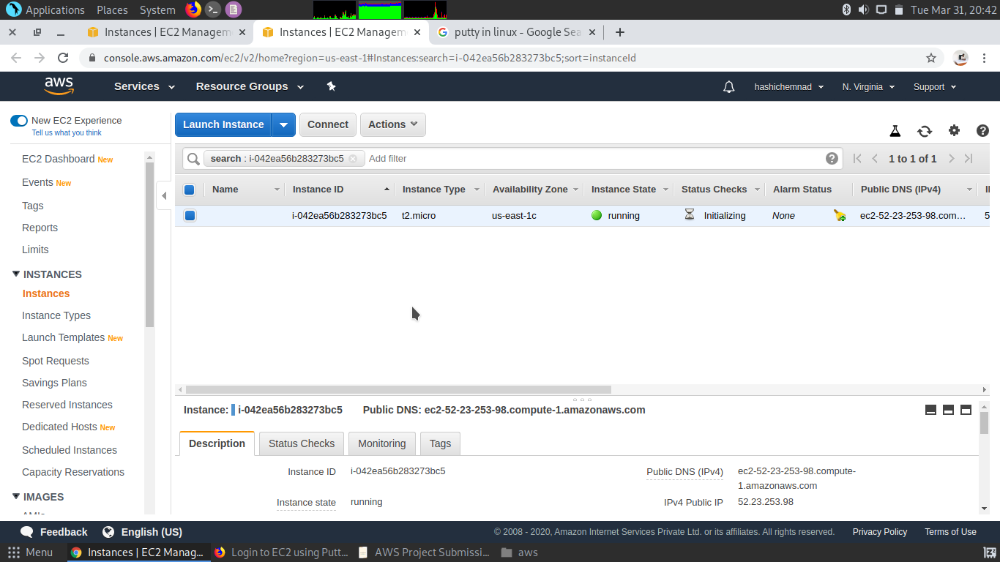 Applications Places System Tue Mar 31, 20:42
Instances | EC2 Managem Instances | EC2 Managem putty in linux - Google Sea
console.aws.amazon.com/ec2/v2/home?region=us-east-1#Instances:search=i-042ea56b283273bc5;sort=instanceId
aws Services Resource Groups hashichemnad N. Virginia Support
New EC2 Experience
Tell us what you think
Launch Instance Connect Actions
EC2 Dashboard New
Events New
Tags
Reports
Limits
INSTANCES
Instances
Instance Types
Launch Templates New
Spot Requests
Savings Plans
Reserved Instances
Dedicated Hosts New
Scheduled Instances
Capacity Reservations
IMAGES
search : i-042ea56b283273bc5 Add filter 1 to 1 of 1
Name Instance ID Instance Type Availability Zone Instance State Status Checks Alarm Status Public DNS (IPv4)
i-042ea56b283273bc5 t2.micro us-east-1c running Initializing None ec2-52-23-253-98.com… 5
Instance: i-042ea56b283273bc5 Public DNS: ec2-52-23-253-98.compute-1.amazonaws.com
Description Status Checks Monitoring Tags
Instance ID i-042ea56b283273bc5 Public DNS (IPv4) ec2-52-23-253-98.compute-
1.amazonaws.com
Instance state running IPv4 Public IP 52.23.253.98
Feedback English (US) © 2008 - 2020, Amazon Internet Services Private Ltd. or its affiliates. All rights reserved. Privacy Policy Terms of Use
Menu Instances | EC2 Manag... Login to EC2 using Putt... AWS Project Submissi... aws